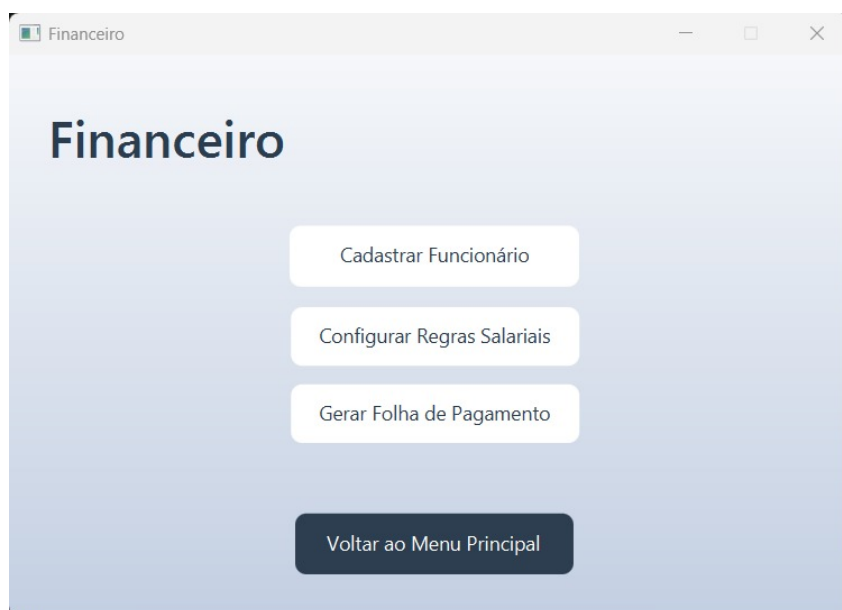 Financeiro
Financeiro
Cadastrar Funcionário
Configurar Regras Salariais
Gerar Folha de Pagamento
Voltar ao Menu Principal